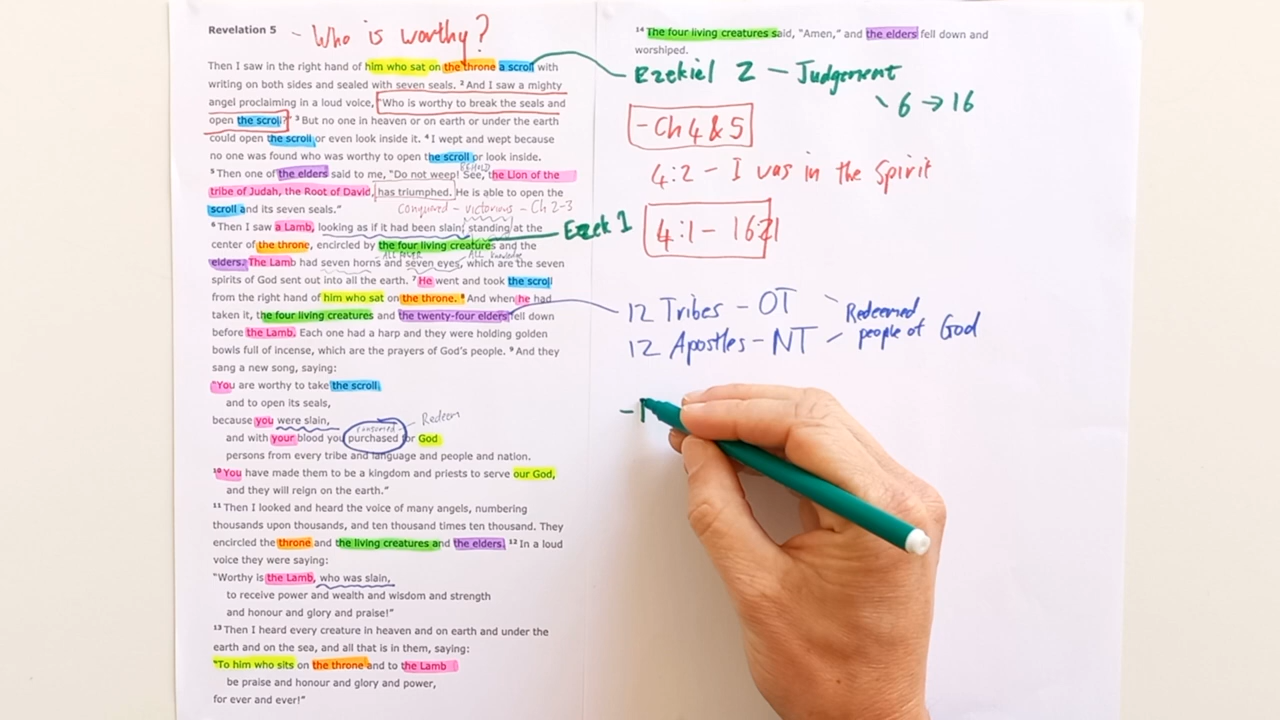 Revelation 5 - Who is worthy?
Then I saw in the right hand of him who sat on the throne a scroll with
writing on both sides and sealed with seven seals. ² And I saw a mighty
angel proclaiming in a loud voice, "Who is worthy to break the seals and
open the scroll?" ³ But no one in heaven or on earth or under the earth
could open the scroll or even look inside it. ⁴ I wept and wept because
no one was found who was worthy to open the scroll or look inside.
BEHOLD
⁵ Then one of the elders said to me, "Do not weep! See, the Lion of the
tribe of Judah, the Root of David, has triumphed. He is able to open the
scroll and its seven seals."
Conquered - victorious - Ch 2-3
⁶ Then I saw a Lamb, looking as if it had been slain, standing at the
center of the throne, encircled by the four living creatures and the
ALL POWER ALL knowledge
elders. The Lamb had seven horns and seven eyes, which are the seven
spirits of God sent out into all the earth. ⁷ He went and took the scroll
from the right hand of him who sat on the throne. ⁸ And when he had
taken it, the four living creatures and the twenty-four elders fell down
before the Lamb. Each one had a harp and they were holding golden
bowls full of incense, which are the prayers of God's people. ⁹ And they
sang a new song, saying:
"You are worthy to take the scroll
and to open its seals,
because you were slain,
Redeem
and with your blood you purchased for God
persons from every tribe and language and people and nation.
¹⁰ You have made them to be a kingdom and priests to serve our God,
and they will reign on the earth."
¹¹ Then I looked and heard the voice of many angels, numbering
thousands upon thousands, and ten thousand times ten thousand. They
encircled the throne and the living creatures and the elders. ¹² In a loud
voice they were saying:
"Worthy is the Lamb, who was slain,
to receive power and wealth and wisdom and strength
and honour and glory and praise!"
¹³ Then I heard every creature in heaven and on earth and under the
earth and on the sea, and all that is in them, saying:
"To him who sits on the throne and to the Lamb
be praise and honour and glory and power,
for ever and ever!"
¹⁴ The four living creatures said, "Amen," and the elders fell down and
worshiped.
Ezekiel 2 - Judgement
6 → 16
- Ch 4 & 5
4:2 - I was in the Spirit
Ezek 1
4:1 - 16:21
12 Tribes - OT
12 Apostles - NT
Redeemed
people of God